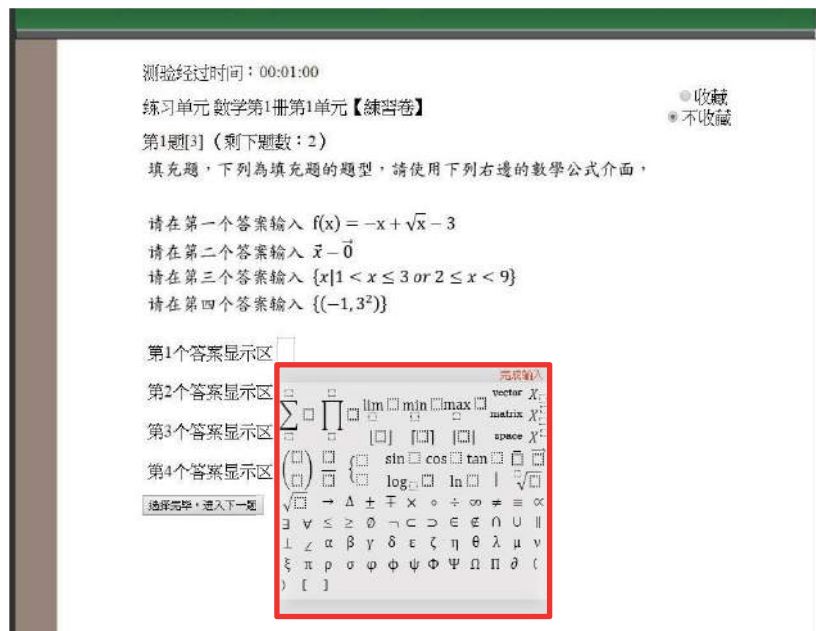 测验经过时间：00:01:00
收藏
练习单元 數学第1册第1单元【練習卷】
不收藏
第1题[3]（剩下题数：2）
填充題，下列為填充題的題型，請使用下列右邊的數學公式介面，
请在第一个答案输入 f(x) = −x + √x − 3
请在第二个答案输入 x⃗ − 0⃗
请在第三个答案输入 {x|1 < x ≤ 3 or 2 ≤ x < 9}
请在第四个答案输入 {(−1, 3²)}
第1个答案显示区
完成输入
第2个答案显示区
∑ ∏ lim min max vector X
matrix X
第3个答案显示区
⌊ ⌋ ⌈ ⌉ | | space X
第4个答案显示区
sin cos tan
log ln | √
选择完毕，进入下一题
√ → Δ ± ∓ × ∘ ÷ ∞ ≠ ≡ ∝
∃ ∀ ≤ ≥ ∅ ¬ ⊂ ⊃ ∈ ∉ ∩ ∪ ∥
⊥ ∠ α β γ δ ε ζ η θ λ μ ν
ξ π ρ σ φ ϕ ψ Φ Ψ Ω Π ∂ (
) [ ]